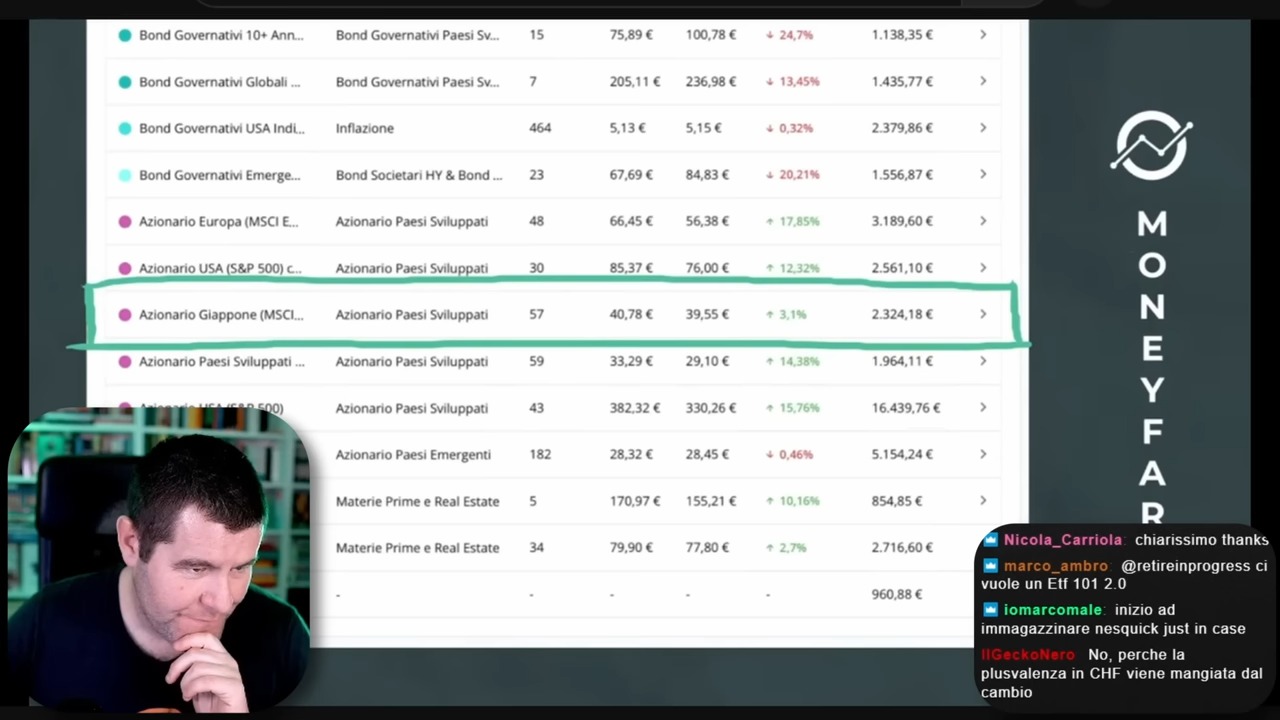 Bond Governativi 10+ Ann... Bond Governativi Paesi Sv... 15 75,89 € 100,78 € ↓ 24,7% 1.138,35 € >
Bond Governativi Globali ... Bond Governativi Paesi Sv... 7 205,11 € 236,98 € ↓ 13,45% 1.435,77 € >
Bond Governativi USA Indi... Inflazione 464 5,13 € 5,15 € ↓ 0,32% 2.379,86 € >
Bond Governativi Emerge... Bond Societari HY & Bond ... 23 67,69 € 84,83 € ↓ 20,21% 1.556,87 € >
Azionario Europa (MSCI E... Azionario Paesi Sviluppati 48 66,45 € 56,38 € ↑ 17,85% 3.189,60 € >
Azionario USA (S&P 500) c... Azionario Paesi Sviluppati 30 85,37 € 76,00 € ↑ 12,32% 2.561,10 € >
Azionario Giappone (MSCI... Azionario Paesi Sviluppati 57 40,78 € 39,55 € ↑ 3,1% 2.324,18 € >
Azionario Paesi Sviluppati ... Azionario Paesi Sviluppati 59 33,29 € 29,10 € ↑ 14,38% 1.964,11 € >
Azionario USA (S&P 500) Azionario Paesi Sviluppati 43 382,32 € 330,26 € ↑ 15,76% 16.439,76 € >
Azionario Paesi Emergenti 182 28,32 € 28,45 € ↓ 0,46% 5.154,24 € >
Materie Prime e Real Estate 5 170,97 € 155,21 € ↑ 10,16% 854,85 € >
Materie Prime e Real Estate 34 79,90 € 77,80 € ↑ 2,7% 2.716,60 €
- - - - - 960,88 €
MONEYFAR
Nicola_Carriola: chiarissimo thanks
marco_ambro: @retireinprogress ci
vuole un Etf 101 2.0
iomarcomale: inizio ad
immagazzinare nesquick just in case
IlGeckoNero No, perche la
plusvalenza in CHF viene mangiata dal
cambio